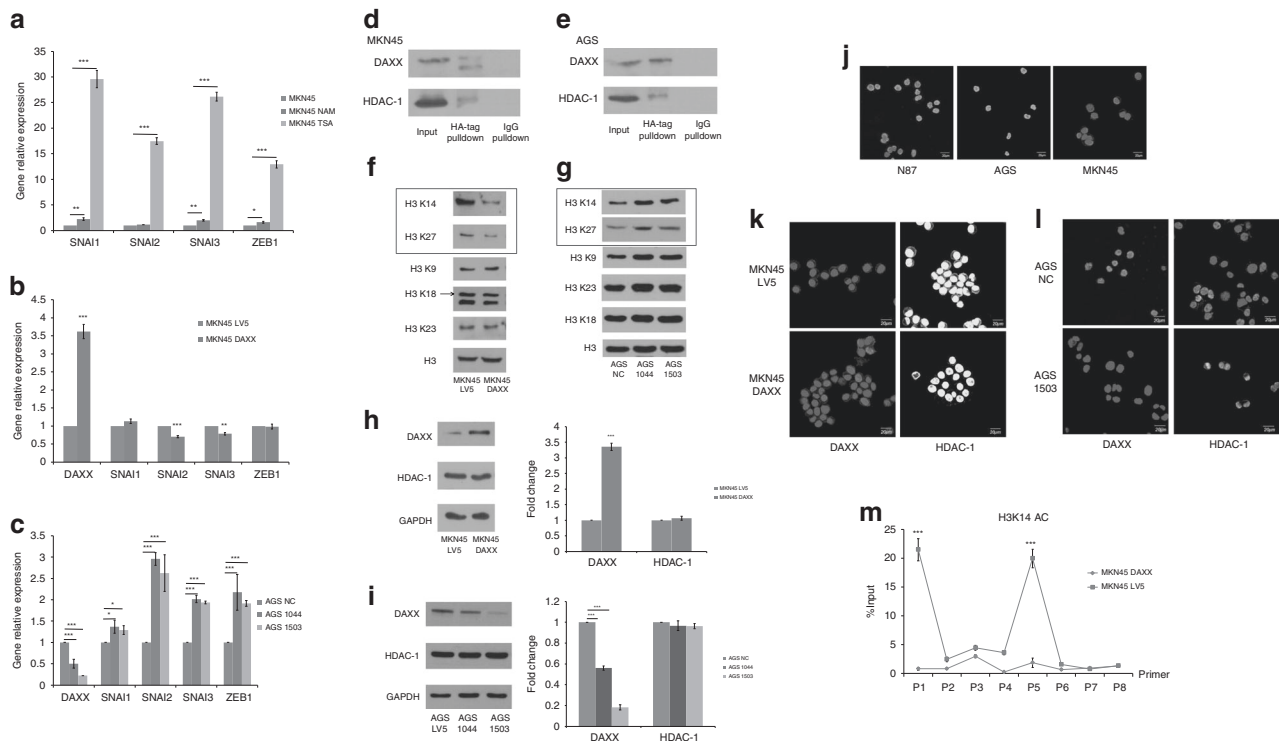 a
Gene relative expression
35
30
25
20
15
10
5
0
***
**
***
***
**
***
*
SNAI1 SNAI2 SNAI3 ZEB1
MKN45
MKN45 NAM
MKN45 TSA
b
Gene relative expression
4.5
4
3.5
3
2.5
2
1.5
1
0.5
0
***
***
**
DAXX SNAI1 SNAI2 SNAI3 ZEB1
MKN45 LV5
MKN45 DAXX
c
Gene relative expression
3.5
3
2.5
2
1.5
1
0.5
0
***
***
*
*
***
***
***
***
***
***
DAXX SNAI1 SNAI2 SNAI3 ZEB1
AGS NC
AGS 1044
AGS 1503
d
MKN45
DAXX
HDAC-1
Input HA-tag pulldown IgG pulldown
e
AGS
DAXX
HDAC-1
Input HA-tag pulldown IgG pulldown
f
H3 K14
H3 K27
H3 K9
H3 K18
H3 K23
H3
MKN45 LV5 MKN45 DAXX
g
H3 K14
H3 K27
H3 K9
H3 K23
H3 K18
H3
AGS NC AGS 1044 AGS 1503
h
DAXX
HDAC-1
GAPDH
MKN45 LV5 MKN45 DAXX
Fold change
4
3.5
3
2.5
2
1.5
1
0.5
0
***
DAXX HDAC-1
MKN45 LV5
MKN45 DAXX
i
DAXX
HDAC-1
GAPDH
AGS LV5 AGS 1044 AGS 1503
Fold change
1.2
1
0.8
0.6
0.4
0.2
0
***
***
DAXX HDAC-1
AGS NC
AGS 1044
AGS 1503
j
N87 AGS MKN45
k
MKN45 LV5
MKN45 DAXX
20μm
20μm
DAXX HDAC-1
l
AGS NC
AGS 1503
20μm
20μm
20μm
20μm
DAXX HDAC-1
m
H3K14 AC
%Input
25
20
15
10
5
0
***
***
MKN45 DAXX
MKN45 LV5
P1 P2 P3 P4 P5 P6 P7 P8
Primer